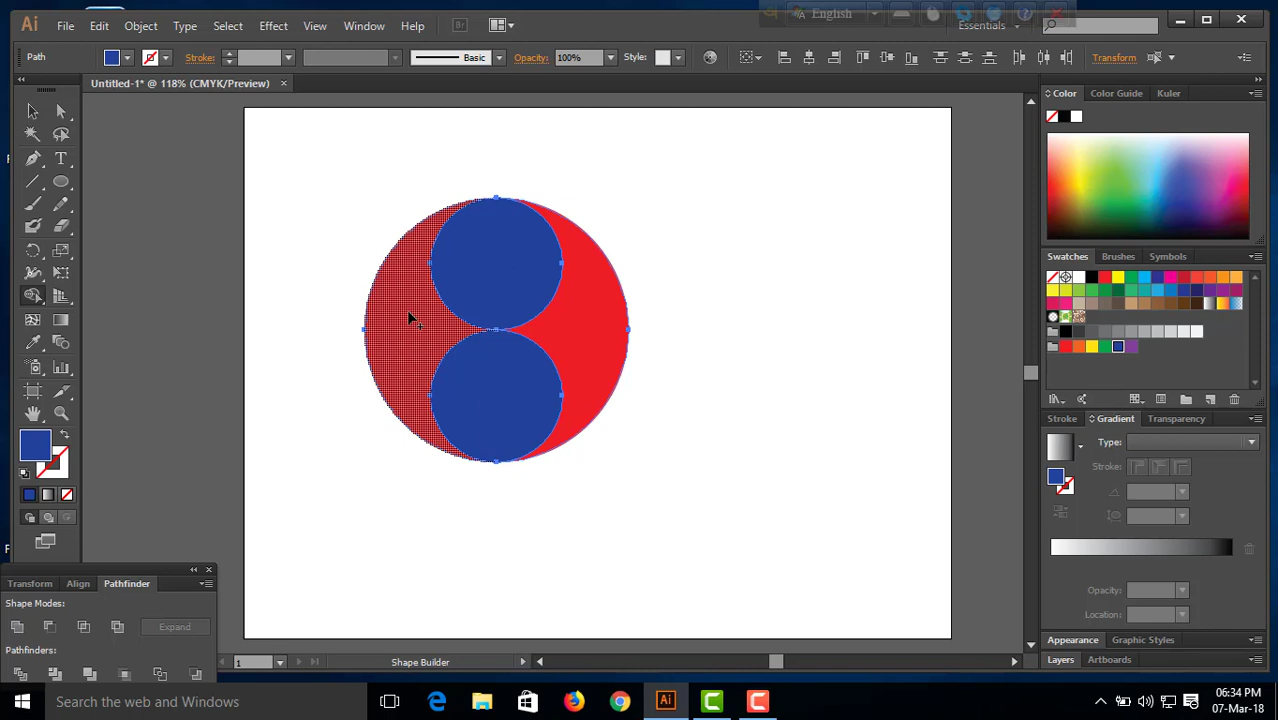 English
Ai File Edit Object Type Select Effect View Window Help Br Essentials
Path Stroke: Basic Opacity: 100% Style: Transform
Untitled-1* @ 118% (CMYK/Preview)
Color Color Guide Kuler
Swatches Brushes Symbols
Stroke Gradient Transparency
Type:
Stroke:
Opacity:
Location:
Appearance Graphic Styles
Layers Artboards
Transform Align Pathfinder
Shape Modes:
Expand
Pathfinders:
1 Shape Builder
Search the web and Windows
Ai
06:34 PM
07-Mar-18